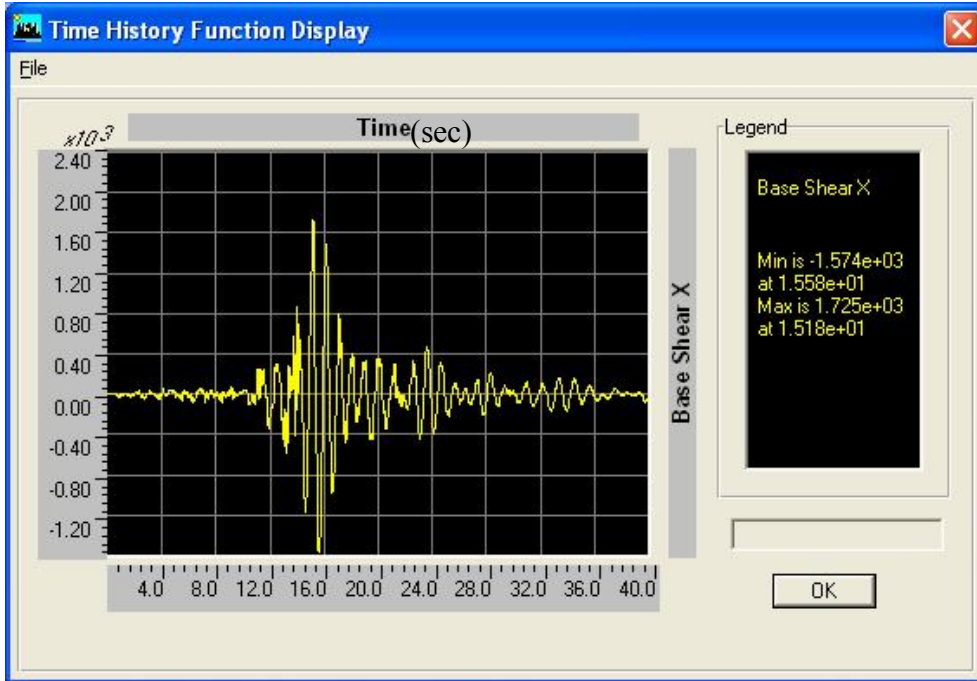 Time History Function Display
File
x10 3
Time(sec)
2.40
2.00
1.60
1.20
0.80
0.40
0.00
-0.40
-0.80
-1.20
4.0 8.0 12.0 16.0 20.0 24.0 28.0 32.0 36.0 40.0
Base Shear X
Legend
Base Shear X
Min is -1.574e+03
at 1.558e+01
Max is 1.725e+03
at 1.518e+01
OK